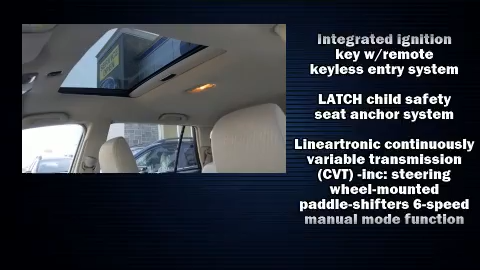 Integrated ignition
key w/remote
keyless entry system
LATCH child safety
seat anchor system
Lineartronic continuously
variable transmission
(CVT) -inc: steering
wheel-mounted
paddle-shifters 6-speed
manual mode function